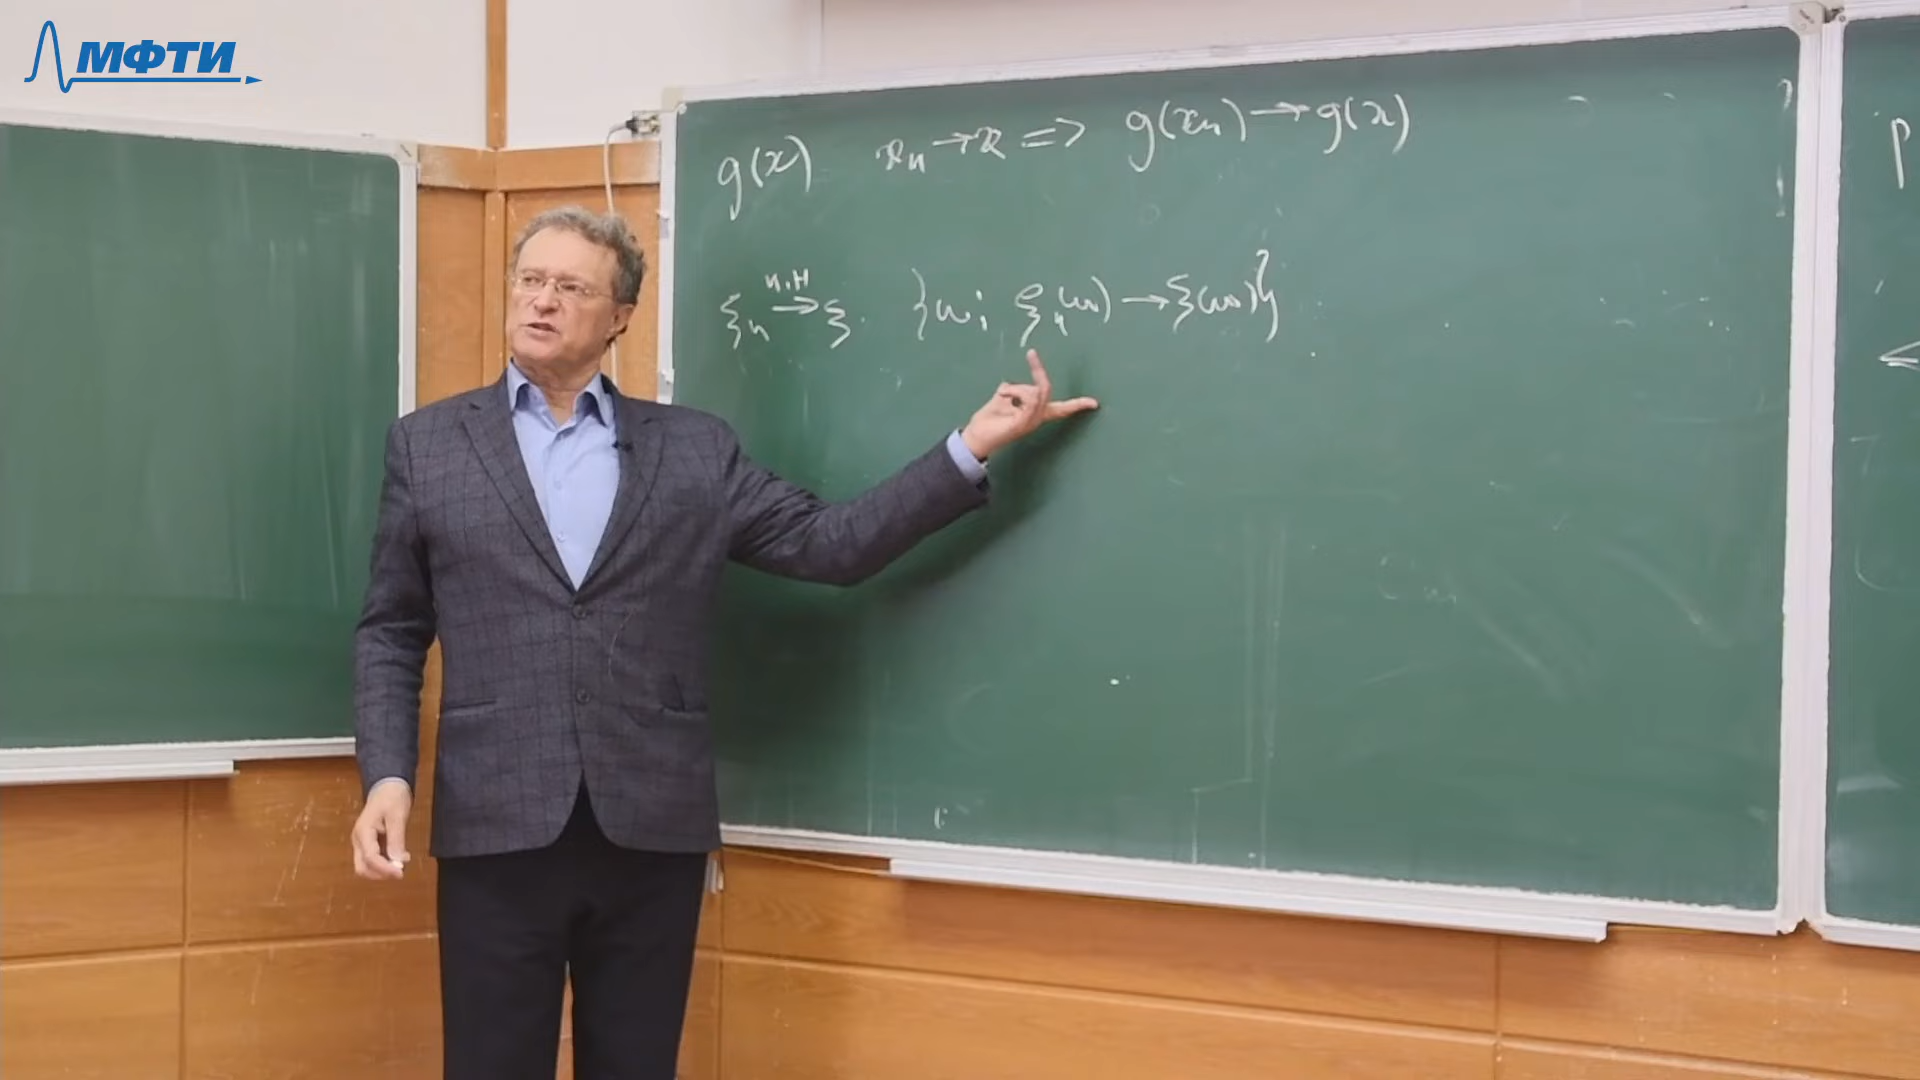 МФТИ
g(x) xₙ → x => g(xₙ) → g(x)
ξₙ п.н → ξ. {ω: ξₙ(ω) → ξ(ω)}
p